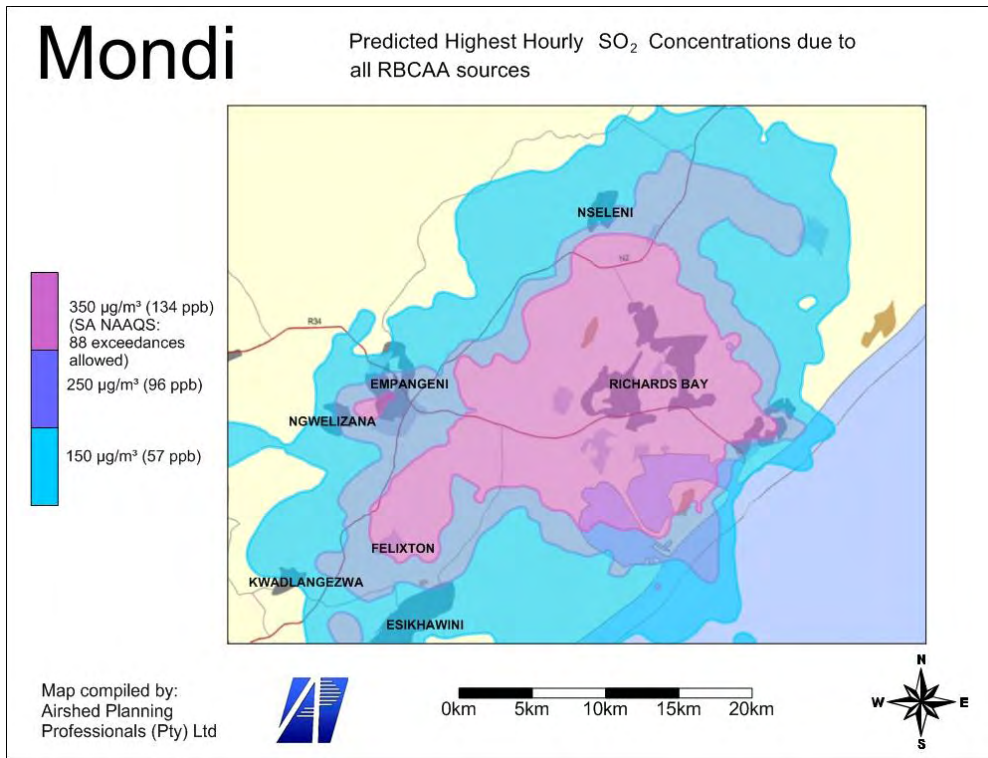 Mondi
Predicted Highest Hourly SO₂ Concentrations due to
all RBCAA sources
NSELENI
N2
R34
350 µg/m³ (134 ppb)
(SA NAAQS:
88 exceedances
allowed)
250 µg/m³ (96 ppb)
150 µg/m³ (57 ppb)
EMPANGENI
RICHARDS BAY
NGWELIZANA
FELIXTON
KWADLANGEZWA
ESIKHAWINI
Map compiled by:
Airshed Planning
Professionals (Pty) Ltd
0km 5km 10km 15km 20km
N
W E
S